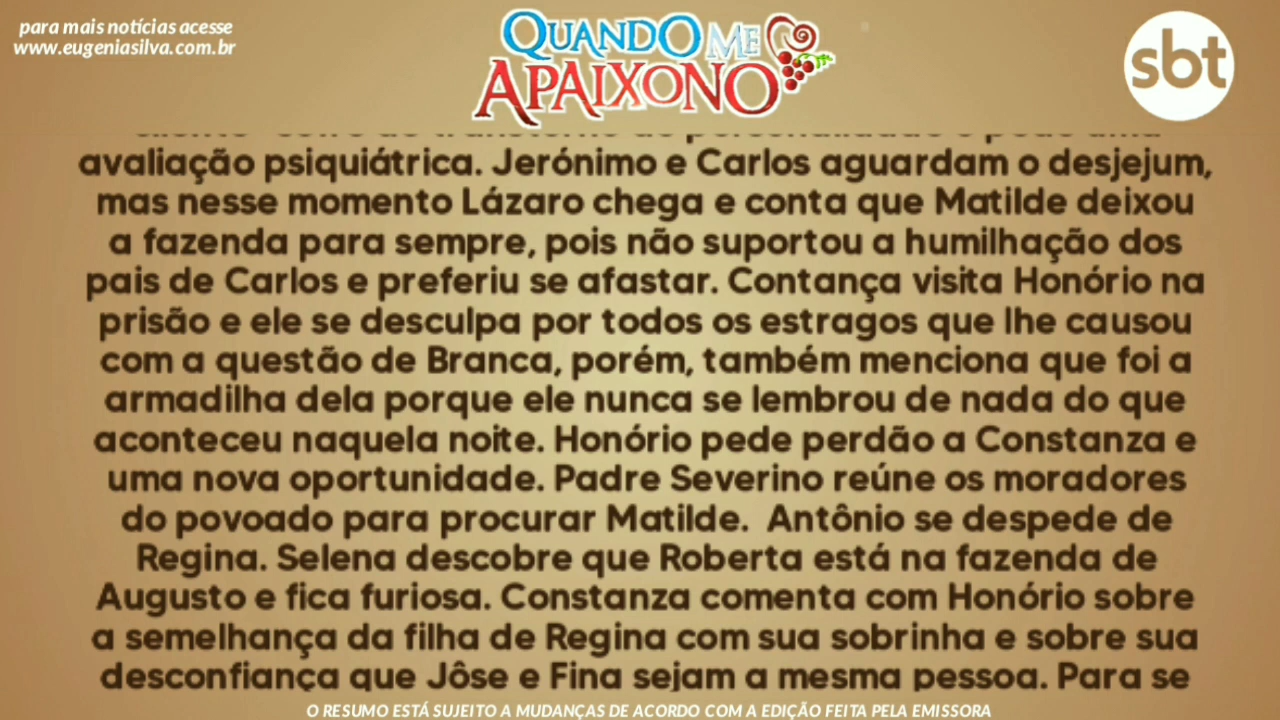 para mais notícias acesse
www.eugeniasilva.com.br
QUANDO ME
APAIXONO
sbt
avaliação psiquiátrica. Jerónimo e Carlos aguardam o desjejum,
mas nesse momento Lázaro chega e conta que Matilde deixou
a fazenda para sempre, pois não suportou a humilhação dos
pais de Carlos e preferiu se afastar. Contança visita Honório na
prisão e ele se desculpa por todos os estragos que lhe causou
com a questão de Branca, porém, também menciona que foi a
armadilha dela porque ele nunca se lembrou de nada do que
aconteceu naquela noite. Honório pede perdão a Constanza e
uma nova oportunidade. Padre Severino reúne os moradores
do povoado para procurar Matilde. Antônio se despede de
Regina. Selena descobre que Roberta está na fazenda de
Augusto e fica furiosa. Constanza comenta com Honório sobre
a semelhança da filha de Regina com sua sobrinha e sobre sua
desconfiança que Jôse e Fina sejam a mesma pessoa. Para se
O RESUMO ESTÁ SUJEITO A MUDANÇAS DE ACORDO COM A EDIÇÃO FEITA PELA EMISSORA